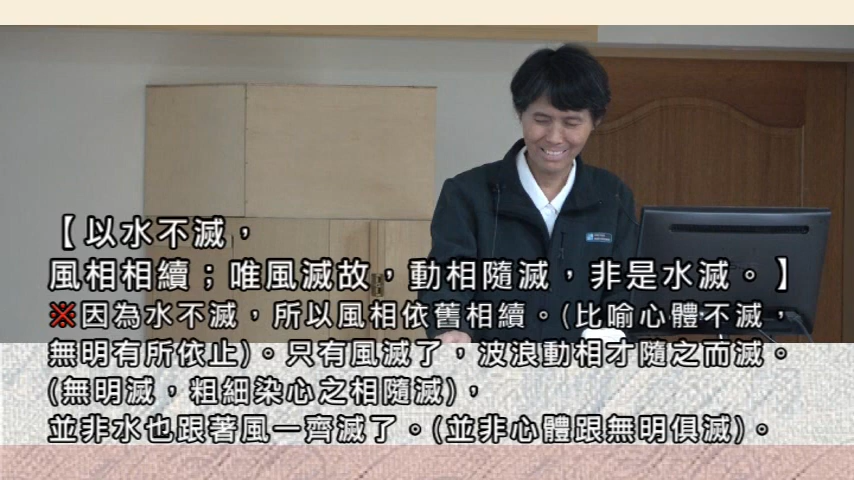 【以水不滅，
風相相續；唯風滅故，動相隨滅，非是水滅。】
※因為水不滅，所以風相依舊相續。(比喻心體不滅，
無明有所依止)。只有風滅了，波浪動相才隨之而滅。
(無明滅，粗細染心之相隨滅)，
並非水也跟著風一齊滅了。(並非心體跟無明俱滅)。